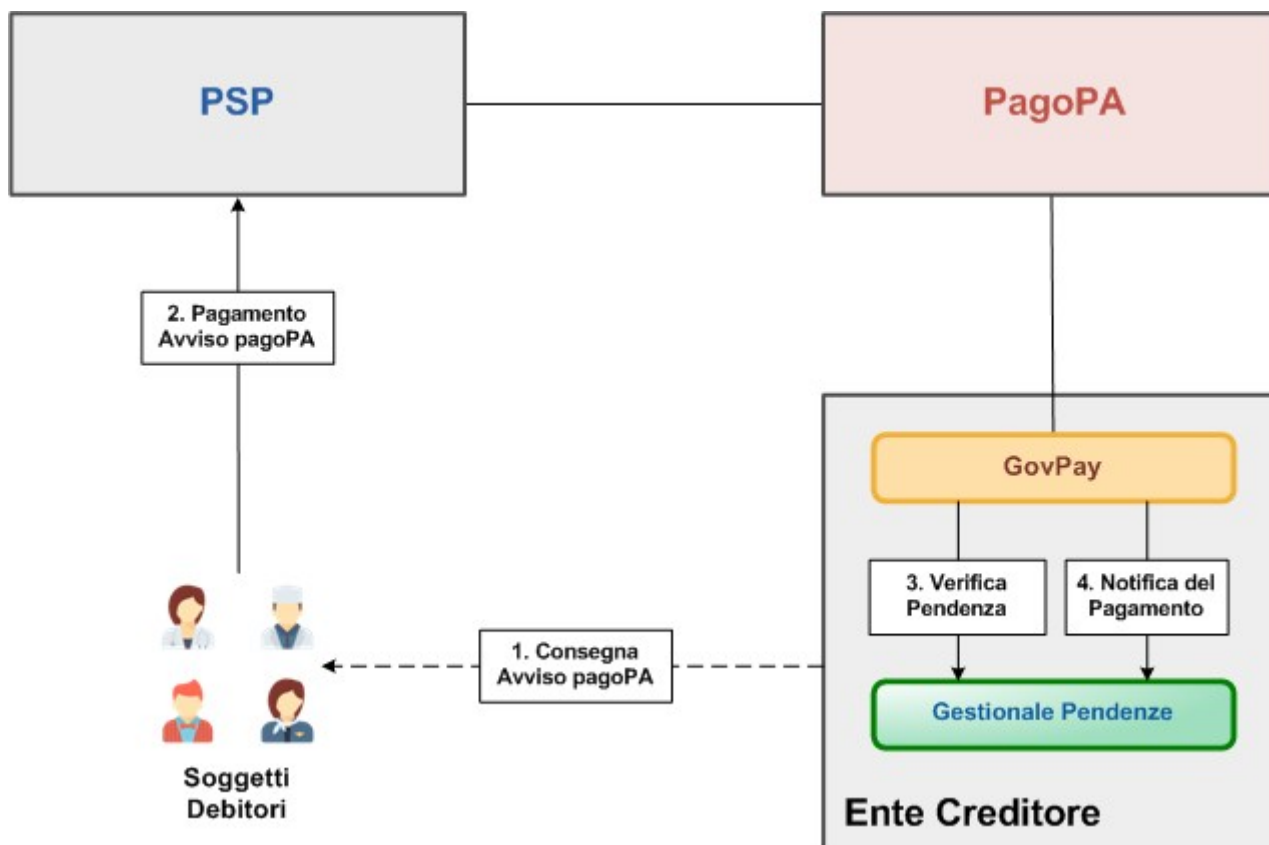 PSP
PagoPA
2. Pagamento
Avviso pagoPA
GovPay
3. Verifica
Pendenza
4. Notifica del
Pagamento
1. Consegna
Avviso pagoPA
Gestionale Pendenze
Soggetti
Debitori
Ente Creditore